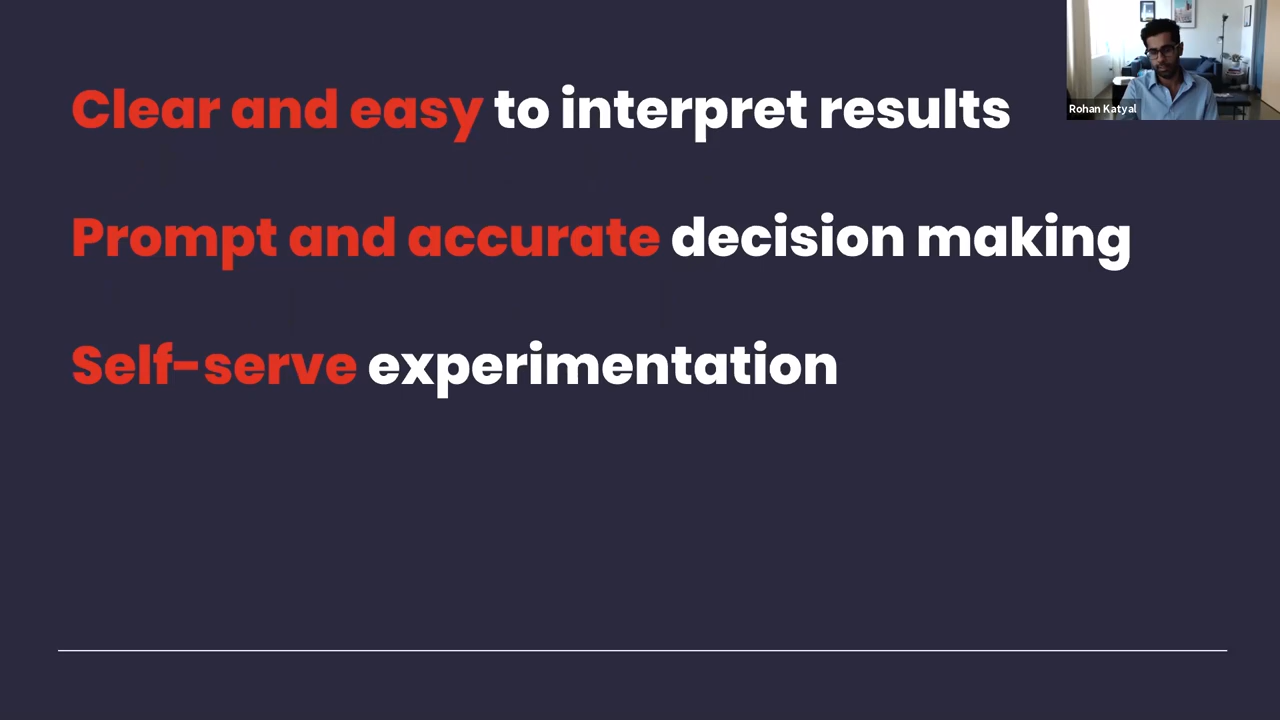 Clear and easy to interpret results
Rohan Katyal
Prompt and accurate decision making
Self-serve experimentation